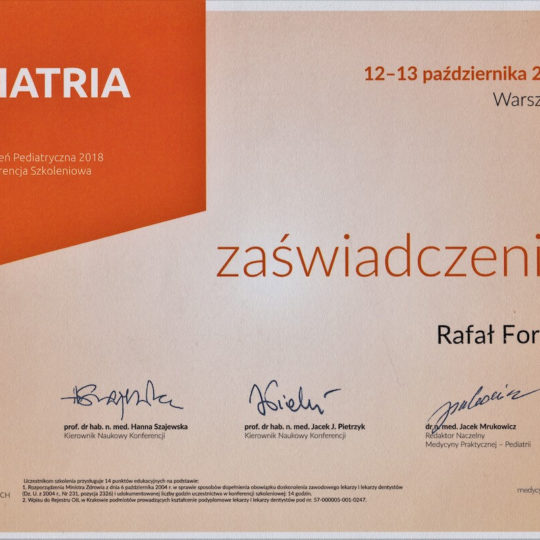 IATRIA
12–13 października 2
Warsz
eń Pediatryczna 2018
rencja Szkoleniowa
zaświadczeni
Rafał For
prof. dr hab. n. med. Hanna Szajewska
Kierownik Naukowy Konferencji
prof. dr hab. n. med. Jacek J. Pietrzyk
Kierownik Naukowy Konferencji
dr n. med. Jacek Mrukowicz
Redaktor Naczelny
Medycyny Praktycznej – Pediatrii
Uczestnikom szkolenia przysługuje 14 punktów edukacyjnych na podstawie:
1. Rozporządzenia Ministra Zdrowia z dnia 6 października 2004 r. w sprawie sposobów dopełnienia obowiązku doskonalenia zawodowego lekarzy i lekarzy dentystów
(Dz. U. z 2004 r., Nr 231, pozycja 2326) i udokumentowanej liczby godzin uczestnictwa w konferencji szkoleniowej: 14 godzin.
2. Wpisu do Rejestru OIL w Krakowie podmiotów prowadzących kształcenie podyplomowe lekarzy i lekarzy dentystów pod nr. 57-000005-001-0247.
CH
medyc